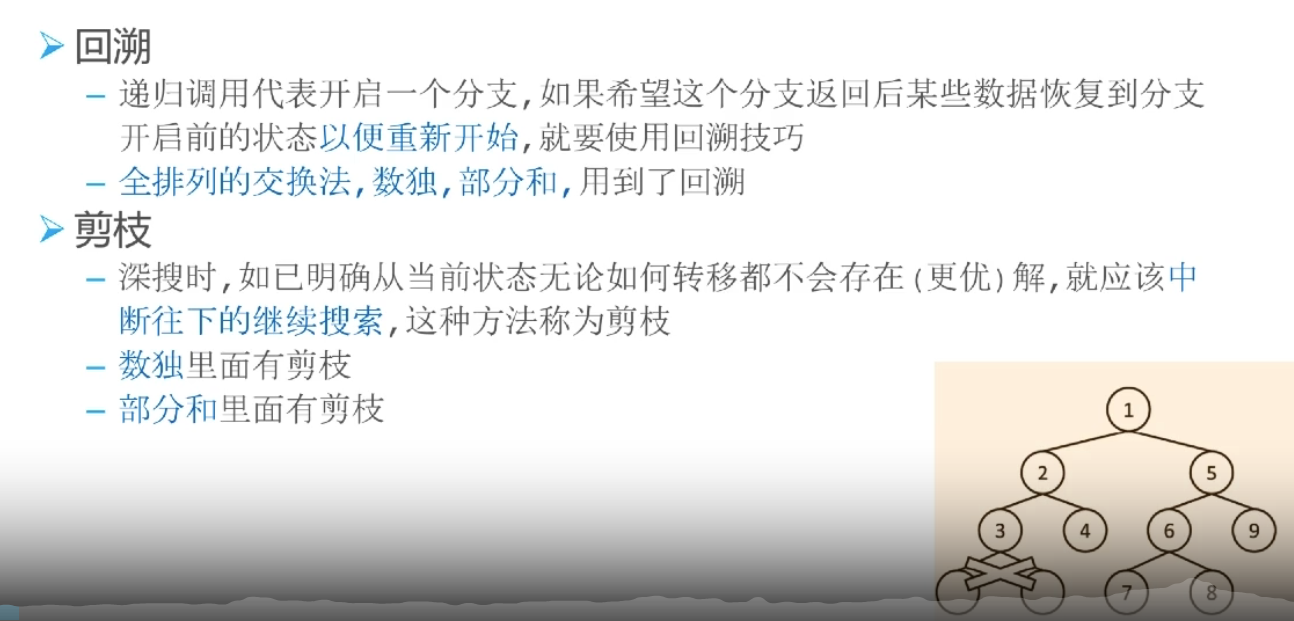 ➢ 回溯
– 递归调用代表开启一个分支,如果希望这个分支返回后某些数据恢复到分支
开启前的状态以便重新开始,就要使用回溯技巧
– 全排列的交换法,数独,部分和,用到了回溯
➢ 剪枝
– 深搜时,如已明确从当前状态无论如何转移都不会存在(更优)解,就应该中
断往下的继续搜索,这种方法称为剪枝
– 数独里面有剪枝
– 部分和里面有剪枝
1
2 5
3 4 6 9
7 8